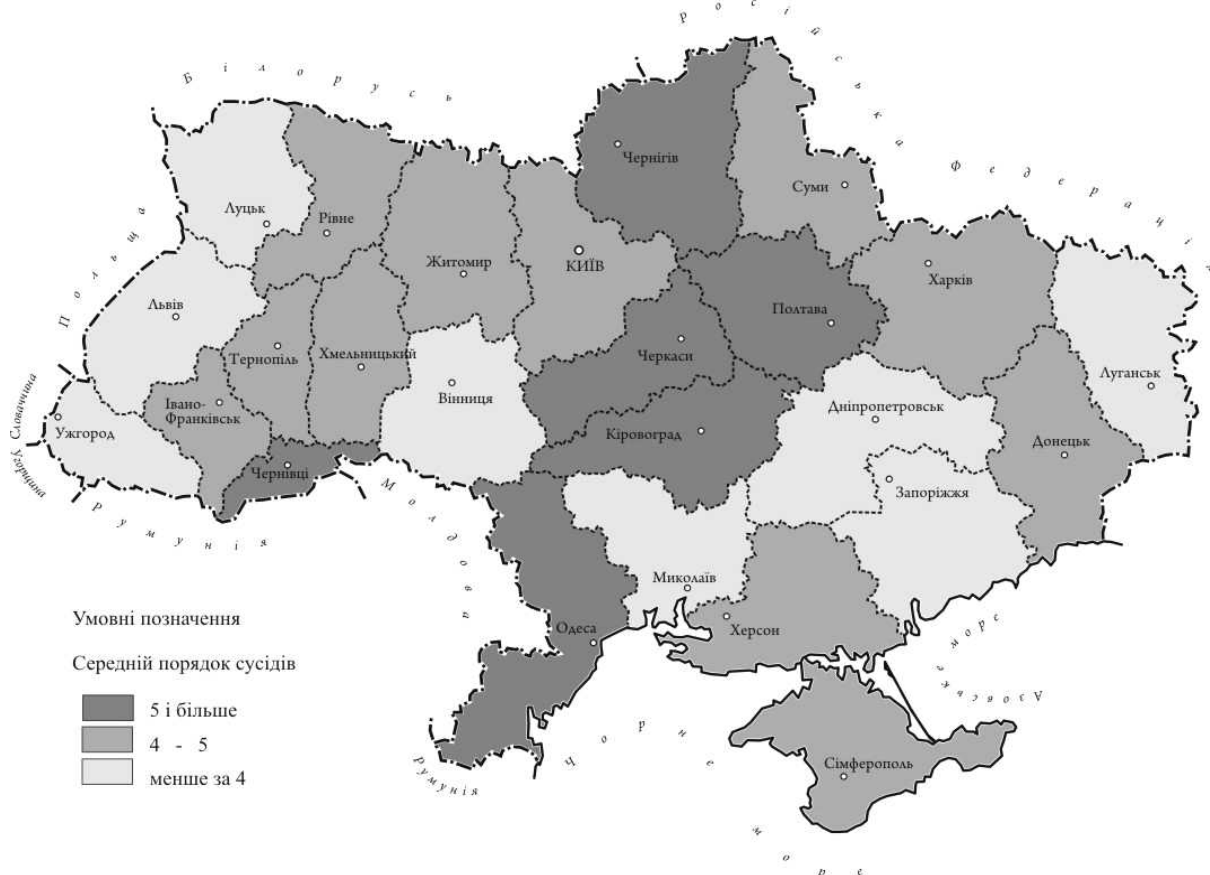 Білорусь
Російська Федерація
Польща
Словаччина
Угорщина
Румунія
Молдова
Румунія
Чорне море
Азовське море
Чернігів
Суми
Луцьк
Рівне
Житомир
КИЇВ
Харків
Львів
Полтава
Тернопіль
Хмельницький
Черкаси
Луганськ
Івано-
Франківськ
Вінниця
Дніпропетровськ
Ужгород
Кіровоград
Донецьк
Чернівці
Запоріжжя
Миколаїв
Одеса
Херсон
Сімферополь
Умовні позначення
Середній порядок сусідів
5 і більше
4 - 5
менше за 4